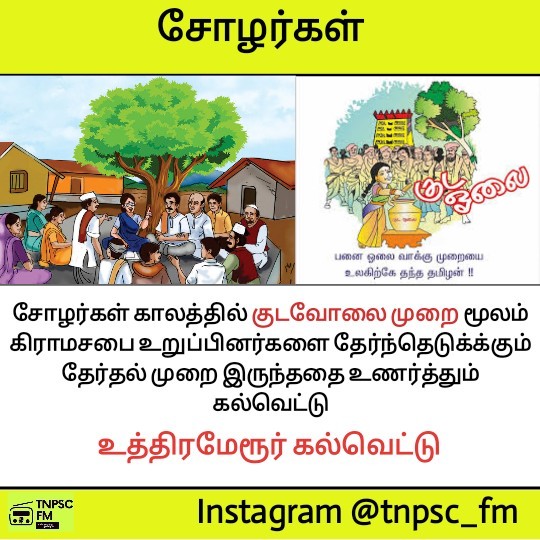 சோழர்கள்
குட
ஓலை
பனை ஓலை வாக்கு முறையை
உலகிற்கே தந்த தமிழன் !!
சோழர்கள் காலத்தில் குடவோலை முறை மூலம்
கிராமசபை உறுப்பினர்களை தேர்ந்தெடுக்க்கும்
தேர்தல் முறை இருந்ததை உணர்த்தும்
கல்வெட்டு
உத்திரமேரூர் கல்வெட்டு
TNPSC
FM
Instagram @tnpsc_fm